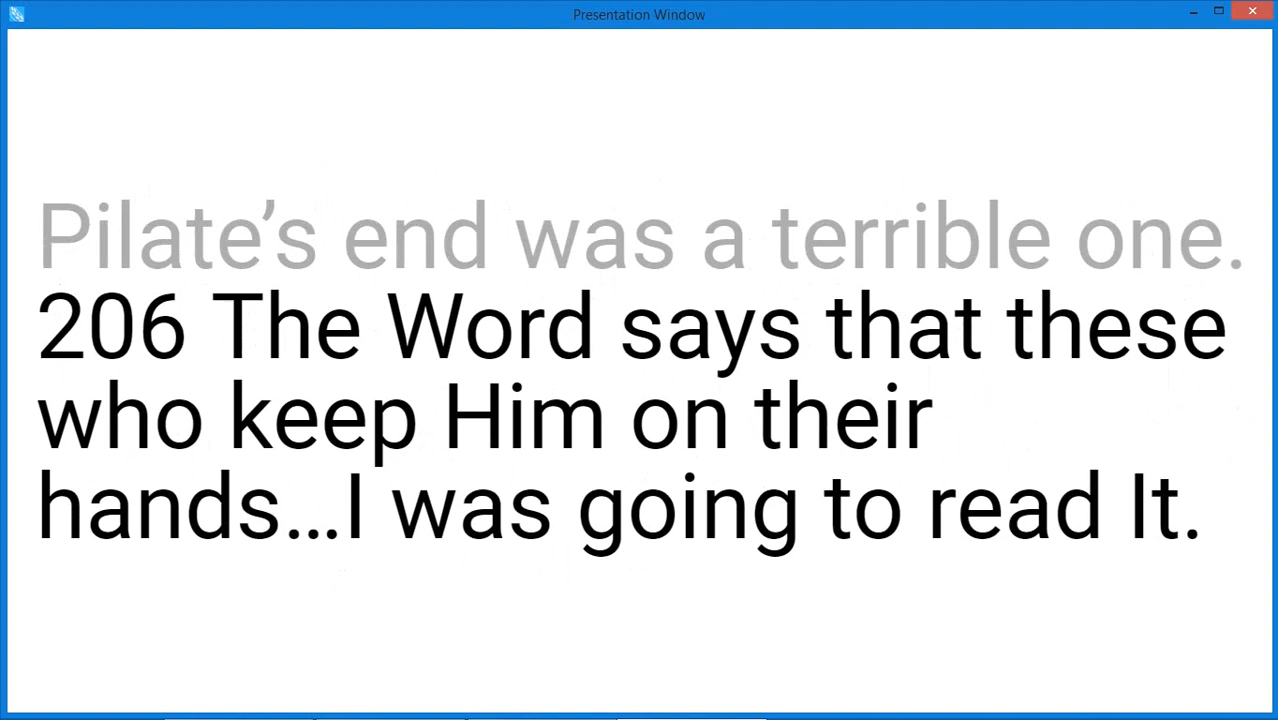 Presentation Window
Pilate’s end was a terrible one.
206 The Word says that these
who keep Him on their
hands…I was going to read It.